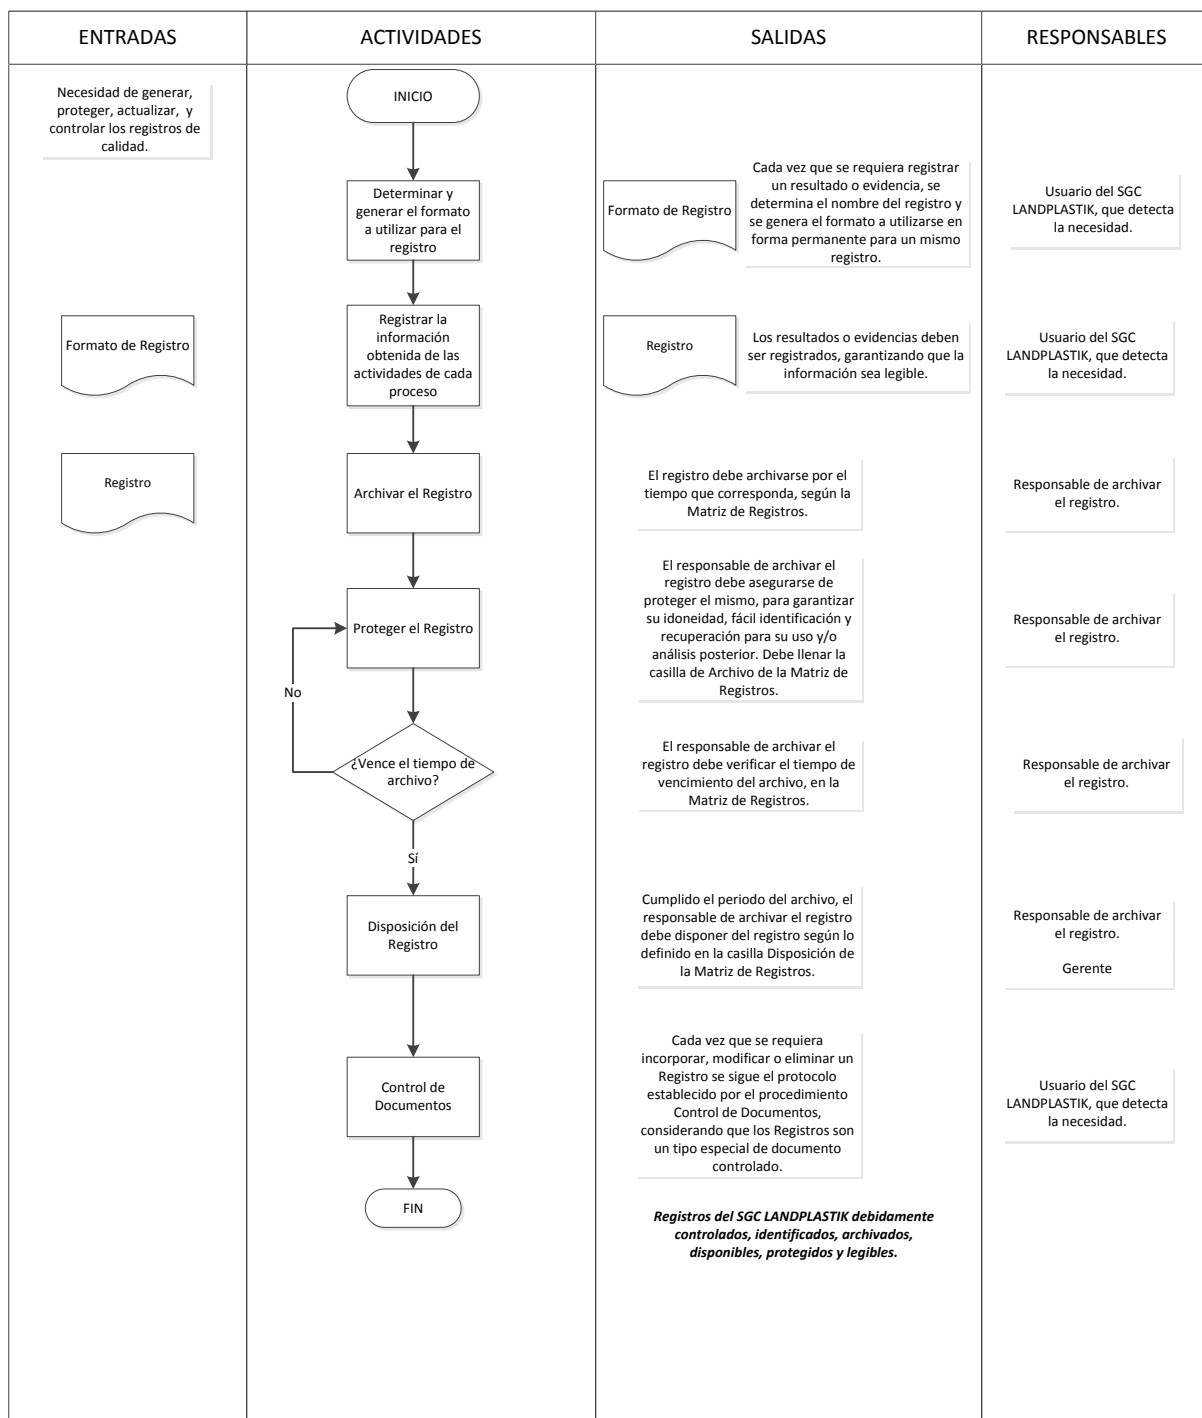 ENTRADAS
ACTIVIDADES
SALIDAS
RESPONSABLES
Necesidad de generar,
proteger, actualizar, y
controlar los registros de
calidad.
INICIO
Determinar y
generar el formato
a utilizar para el
registro
Formato de Registro
Cada vez que se requiera registrar
un resultado o evidencia, se
determina el nombre del registro y
se genera el formato a utilizarse en
forma permanente para un mismo
registro.
Usuario del SGC
LANDPLASTIK, que detecta
la necesidad.
Formato de Registro
Registrar la
información
obtenida de las
actividades de cada
proceso
Registro
Los resultados o evidencias deben
ser registrados, garantizando que la
información sea legible.
Usuario del SGC
LANDPLASTIK, que detecta
la necesidad.
Registro
Archivar el Registro
El registro debe archivarse por el
tiempo que corresponda, según la
Matriz de Registros.
Responsable de archivar
el registro.
Proteger el Registro
El responsable de archivar el
registro debe asegurarse de
proteger el mismo, para garantizar
su idoneidad, fácil identificación y
recuperación para su uso y/o
análisis posterior. Debe llenar la
casilla de Archivo de la Matriz de
Registros.
Responsable de archivar
el registro.
No
¿Vence el tiempo de
archivo?
El responsable de archivar el
registro debe verificar el tiempo de
vencimiento del archivo, en la
Matriz de Registros.
Responsable de archivar
el registro.
Sí
Disposición del
Registro
Cumplido el periodo del archivo, el
responsable de archivar el registro
debe disponer del registro según lo
definido en la casilla Disposición de
la Matriz de Registros.
Responsable de archivar
el registro.
Gerente
Control de
Documentos
Cada vez que se requiera
incorporar, modificar o eliminar un
Registro se sigue el protocolo
establecido por el procedimiento
Control de Documentos,
considerando que los Registros son
un tipo especial de documento
controlado.
Usuario del SGC
LANDPLASTIK, que detecta
la necesidad.
FIN
Registros del SGC LANDPLASTIK debidamente
controlados, identificados, archivados,
disponibles, protegidos y legibles.